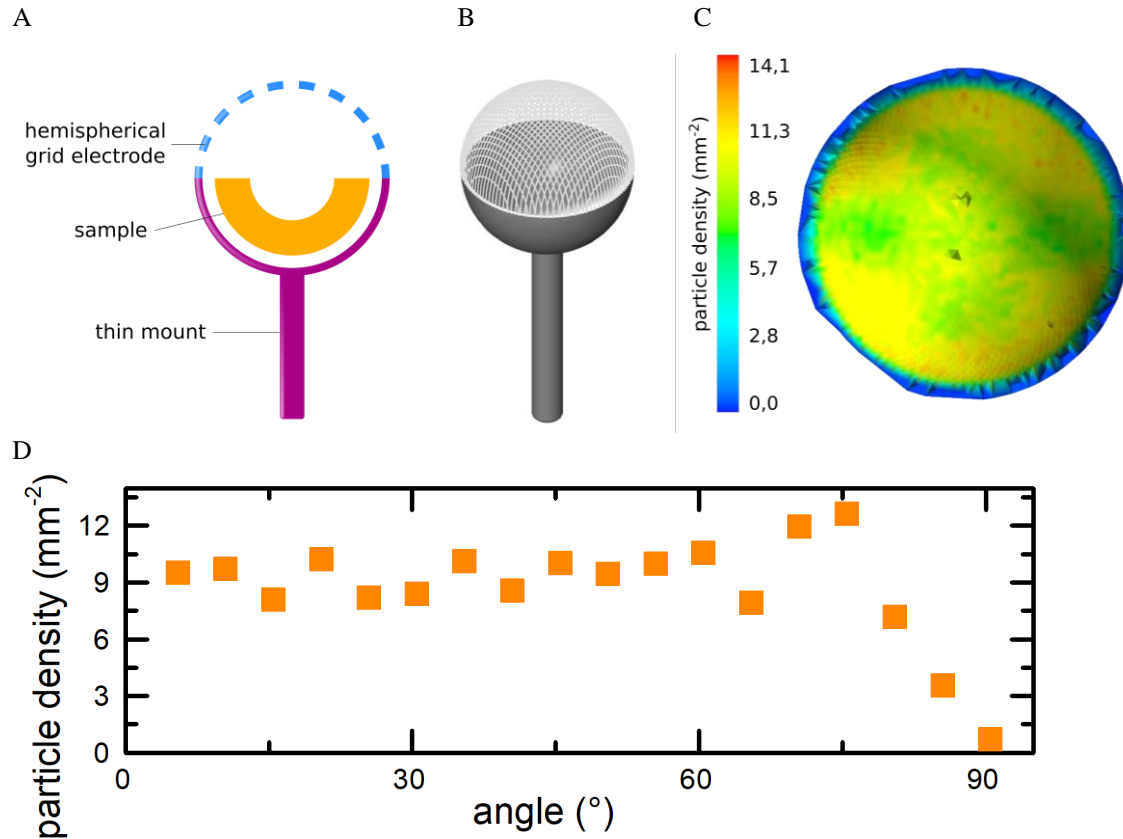 A
B
C
hemispherical
grid electrode
sample
thin mount
particle density (mm⁻²)
14,1
11,3
8,5
5,7
2,8
0,0
D
particle density (mm⁻²)
12
9
6
3
0
0
30
60
90
angle (°)